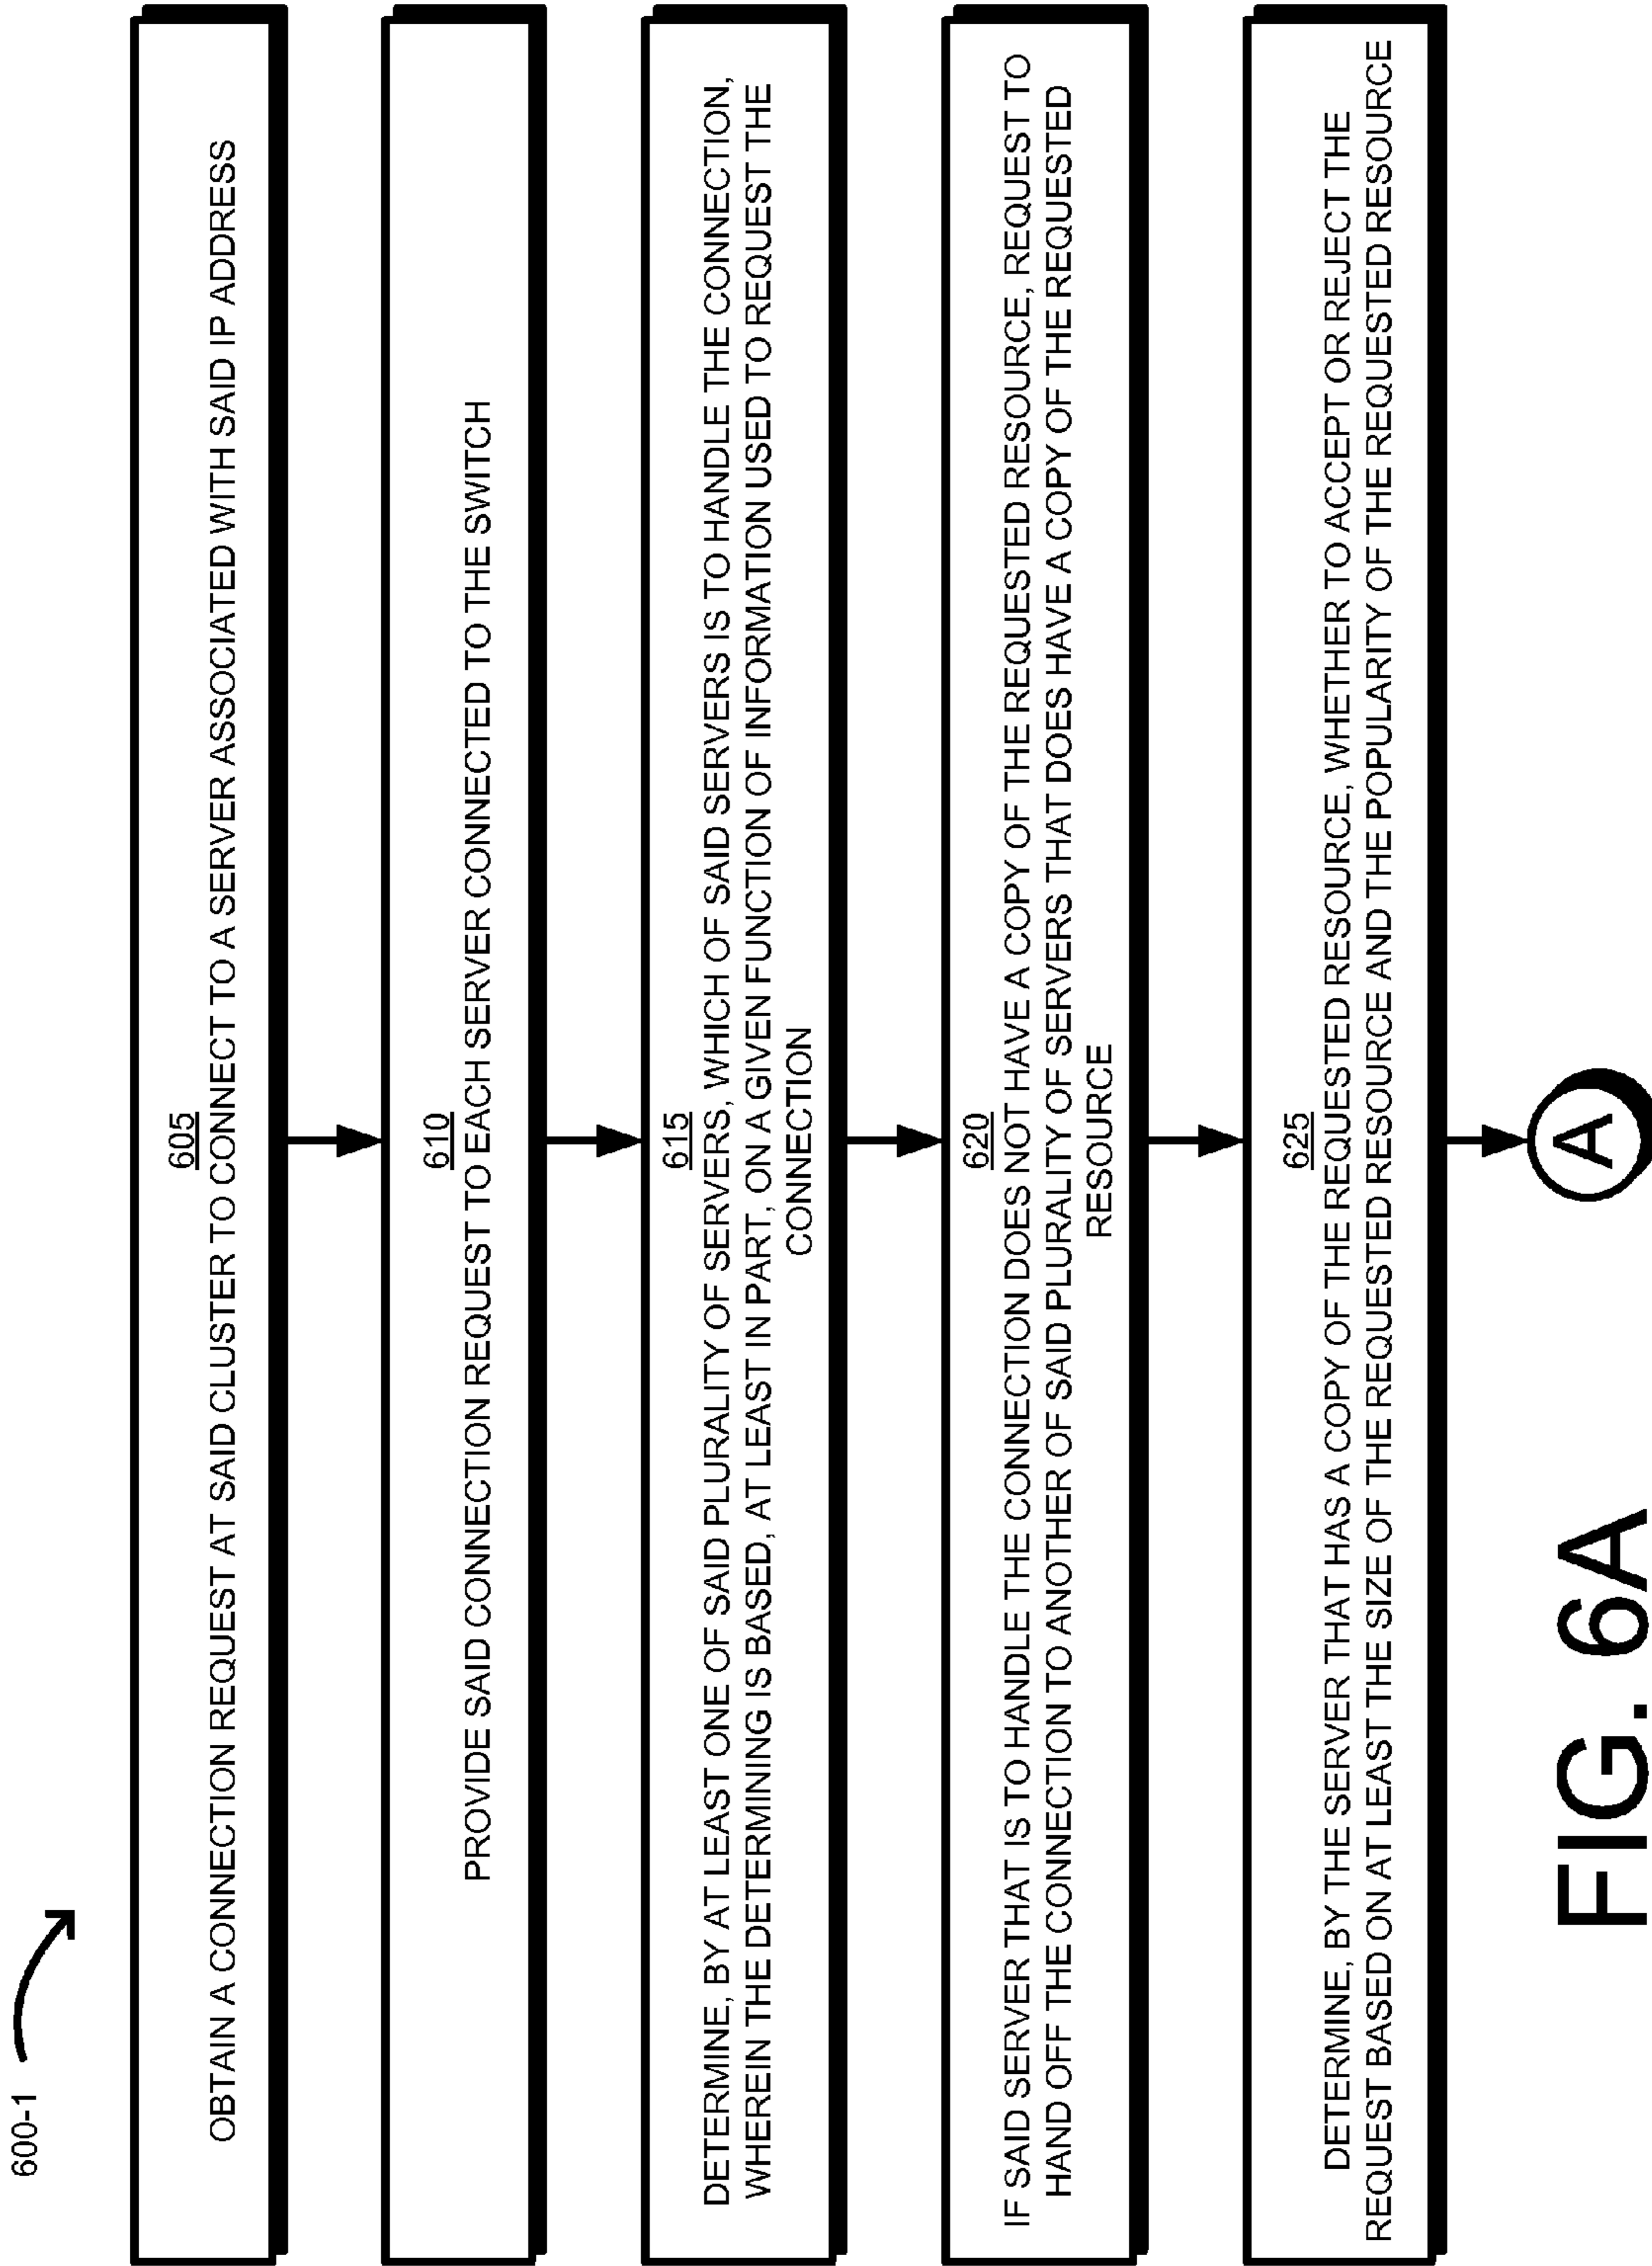 600-1
605
OBTAIN A CONNECTION REQUEST AT SAID CLUSTER TO CONNECT TO A SERVER ASSOCIATED WITH SAID IP ADDRESS
610
PROVIDE SAID CONNECTION REQUEST TO EACH SERVER CONNECTED TO THE SWITCH
615
DETERMINE, BY AT LEAST ONE OF SAID PLURALITY OF SERVERS, WHICH OF SAID SERVERS IS TO HANDLE THE CONNECTION,
WHEREIN THE DETERMINING IS BASED, AT LEAST IN PART, ON A GIVEN FUNCTION OF INFORMATION USED TO REQUEST THE
CONNECTION
620
IF SAID SERVER THAT IS TO HANDLE THE CONNECTION DOES NOT HAVE A COPY OF THE REQUESTED RESOURCE, REQUEST TO
HAND OFF THE CONNECTION TO ANOTHER OF SAID PLURALITY OF SERVERS THAT DOES HAVE A COPY OF THE REQUESTED
RESOURCE
625
DETERMINE, BY THE SERVER THAT HAS A COPY OF THE REQUESTED RESOURCE, WHETHER TO ACCEPT OR REJECT THE
REQUEST BASED ON AT LEAST THE SIZE OF THE REQUESTED RESOURCE AND THE POPULARITY OF THE REQUESTED RESOURCE
A
FIG. 6A